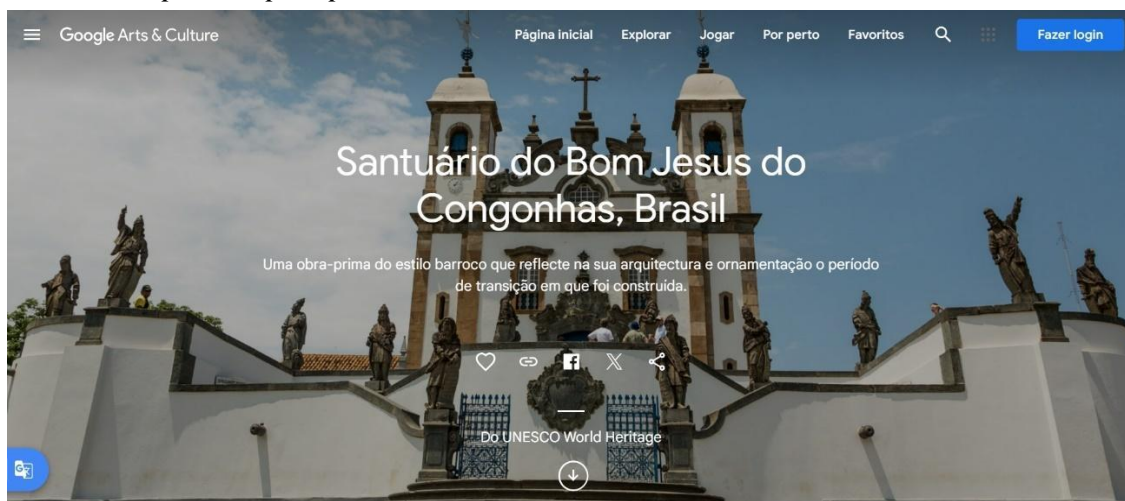 Google Arts & Culture
Página inicial Explorar Jogar Por perto Favoritos Fazer login
Santuário do Bom Jesus do
Congonhas, Brasil
Uma obra-prima do estilo barroco que reflecte na sua arquitectura e ornamentação o período
de transição em que foi construída.
Do UNESCO World Heritage